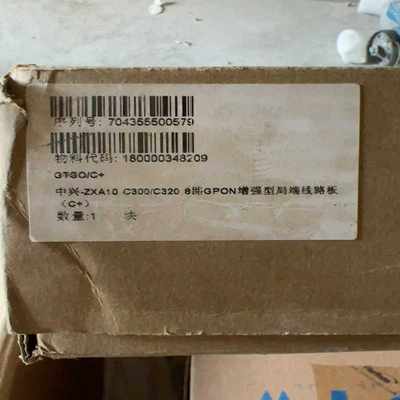 序列号: 704355500579
物料代码: 180000348209
GTGO/C+
中兴-ZXA10 C300/C320 8路GPON增强型局端线路板
(C+)
数量:1 块